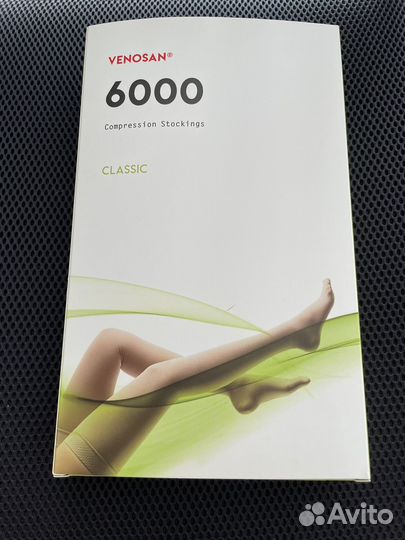 VENOSAN®
6000
Compression Stockings
CLASSIC
Avito